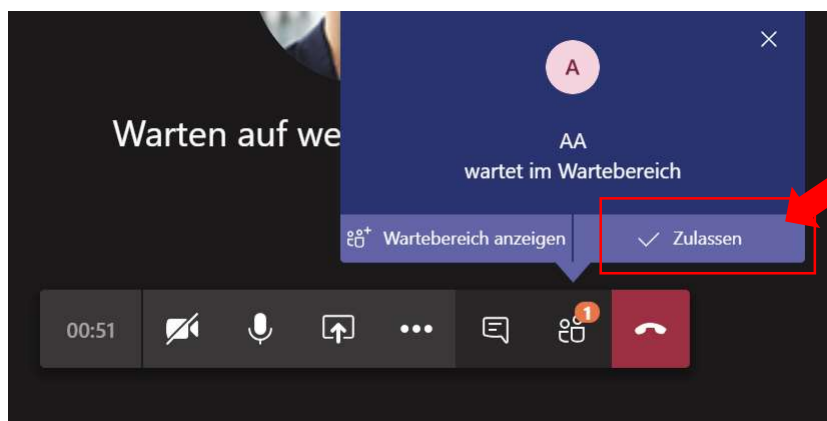 A
Warten auf we
AA
wartet im Wartebereich
Wartebereich anzeigen
Zulassen
00:51
1